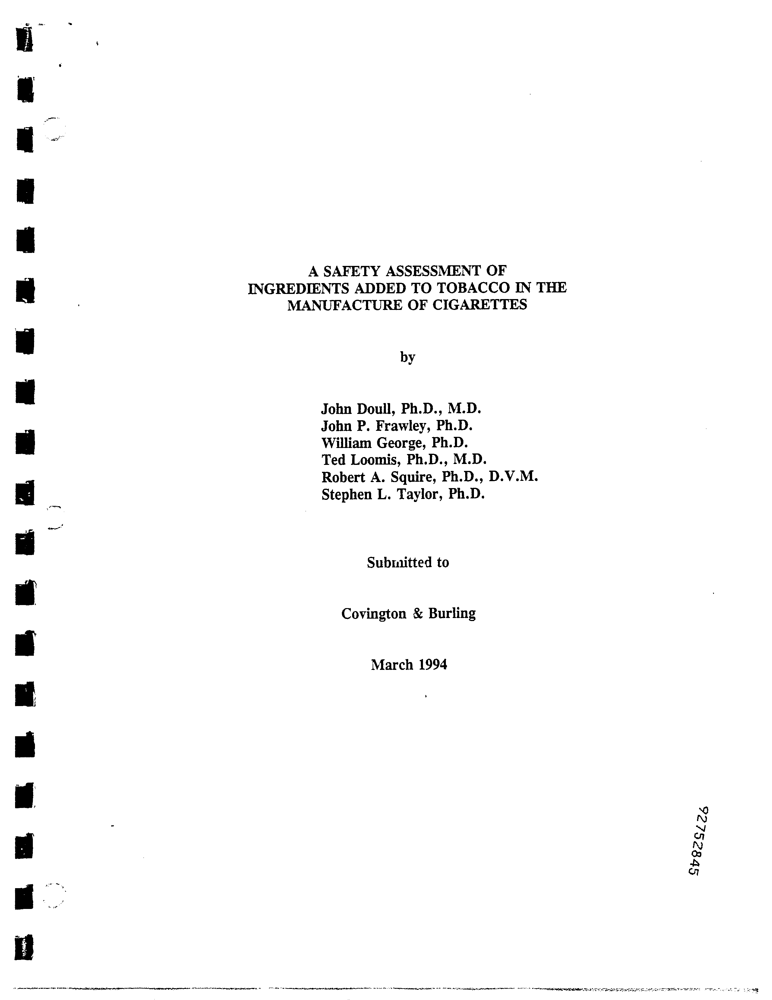 A SAFETY ASSESSMENT OF
INGREDIENTS ADDED TO TOBACCO IN THE
MANUFACTURE OF CIGARETTES
by
John Doull, Ph.D., M.D.
John P. Frawley, Ph.D.
William George, Ph.D.
Ted Loomis, Ph.D., M.D.
Robert A. Squire, Ph.D., D.V.M.
Stephen L. Taylor, Ph.D.
Submitted to
Covington & Burling
March 1994
92752845